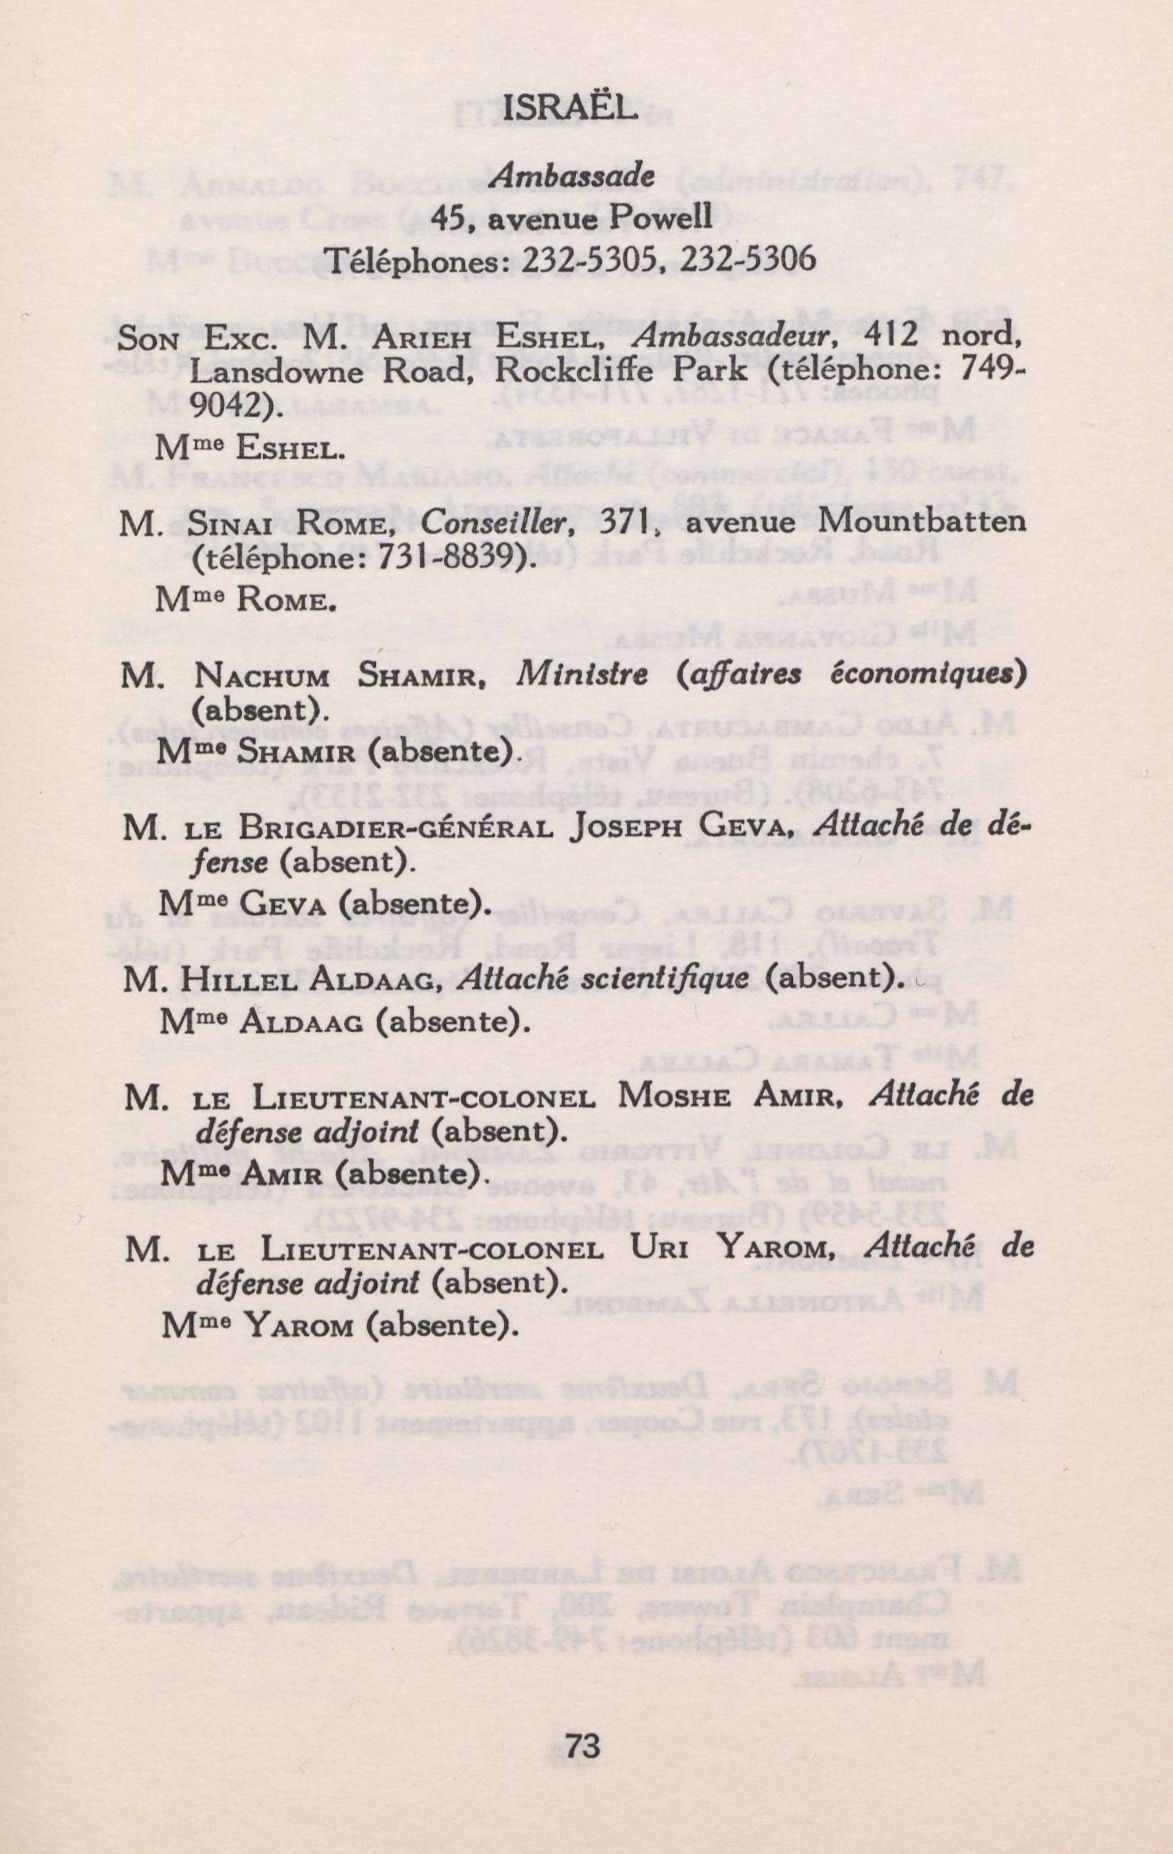 ISRAËL
Ambassade
45, avenue Powell
Téléphones: 232-5305, 232-5306
SON EXC. M. ARIEH ESHEL, Ambassadeur, 412 nord,
Lansdowne Road, Rockcliffe Park (téléphone: 749-
9042).
Mme ESHEL.
M. SINAI ROME, Conseiller, 371, avenue Mountbatten
(téléphone: 731-8839).
Mme ROME.
M. NACHUM SHAMIR, Ministre (affaires économiques)
(absent).
Mme SHAMIR (absente).
M. LE BRIGADIER-GÉNÉRAL JOSEPH GEVA, Attaché de dé-
fense (absent).
Mme GEVA (absente).
M. HILLEL ALDAAG, Attaché scientifique (absent).
Mme ALDAAG (absente).
M. LE LIEUTENANT-COLONEL MOSHE AMIR, Attaché de
défense adjoint (absent).
Mme AMIR (absente).
M. LE LIEUTENANT-COLONEL URI YAROM, Attaché de
défense adjoint (absent).
Mme YAROM (absente).
73